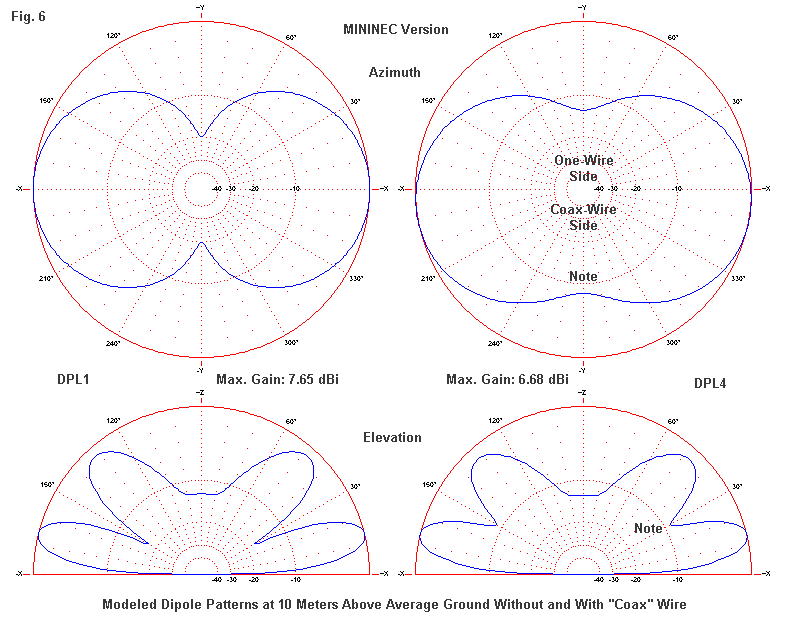 Fig. 6
MININEC Version
Azimuth
~Y
120° 60°
150° 30°
~X -40 -30 -20 -10 ~X
210° 330°
240° 300°
~Y
~Y
120° 60°
150° 30°
One-Wire
Side
-40 -30 -20 -10 ~X
Coax-Wire
Side
Note
210° 330°
240° 300°
~Y
DPL1
Max. Gain: 7.65 dBi
Max. Gain: 6.68 dBi
DPL4
Elevation
~Z
120° 60°
150° 30°
~X -40 -30 -20 -10 ~X
~Z
120° 60°
150° 30°
Note
~X -40 -30 -20 -10 ~X
Modeled Dipole Patterns at 10 Meters Above Average Ground Without and With "Coax" Wire